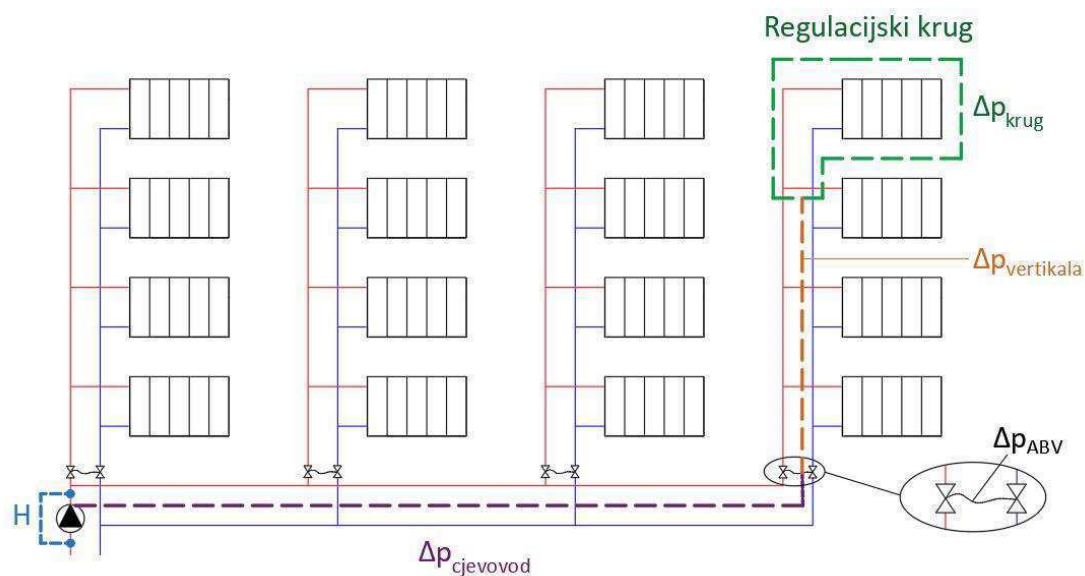 Regulacijski krug
Δpkrug
Δpvertikala
ΔpABV
H
Δpcjevovod